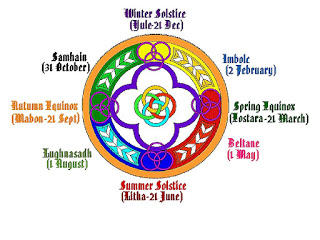 Winter Solstice
(Yule-21 Dec)
Samhain
(31 October)
Imbolc
(2 February)
Autumn Equinox
(Mabon-21 Sept)
Spring Equinox
(Eostara-21 March)
Lughnasadh
(1 August)
Beltane
(1 May)
Summer Solstice
(Litha-21 June)